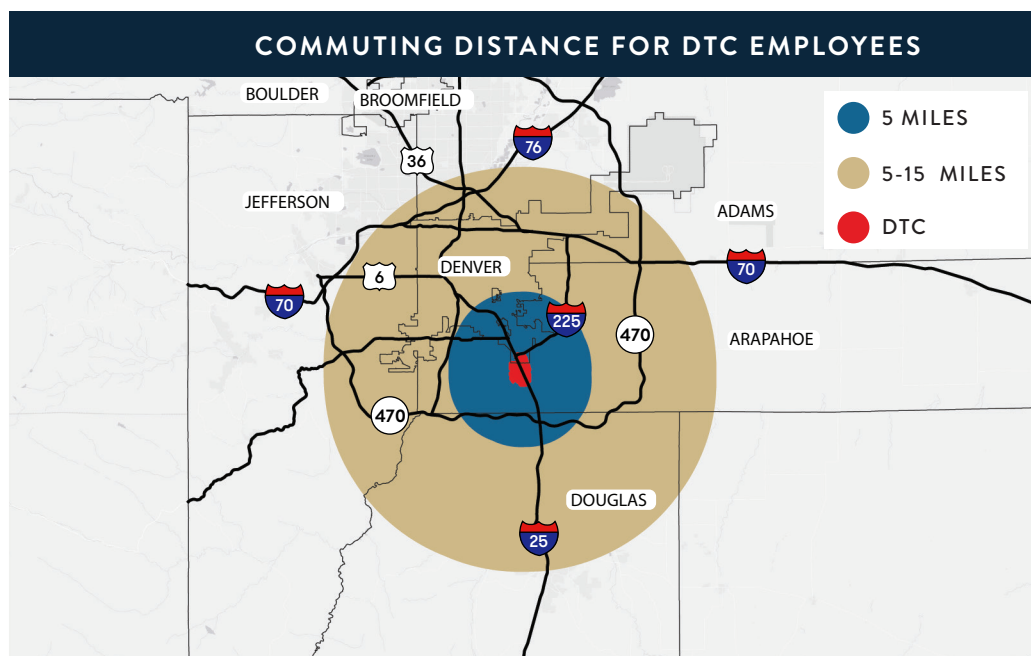 COMMUTING DISTANCE FOR DTC EMPLOYEES
BOULDER
BROOMFIELD
5 MILES
76
36
5-15 MILES
JEFFERSON
ADAMS
DTC
DENVER
70
6
70
225
470
ARAPAHOE
470
DOUGLAS
25